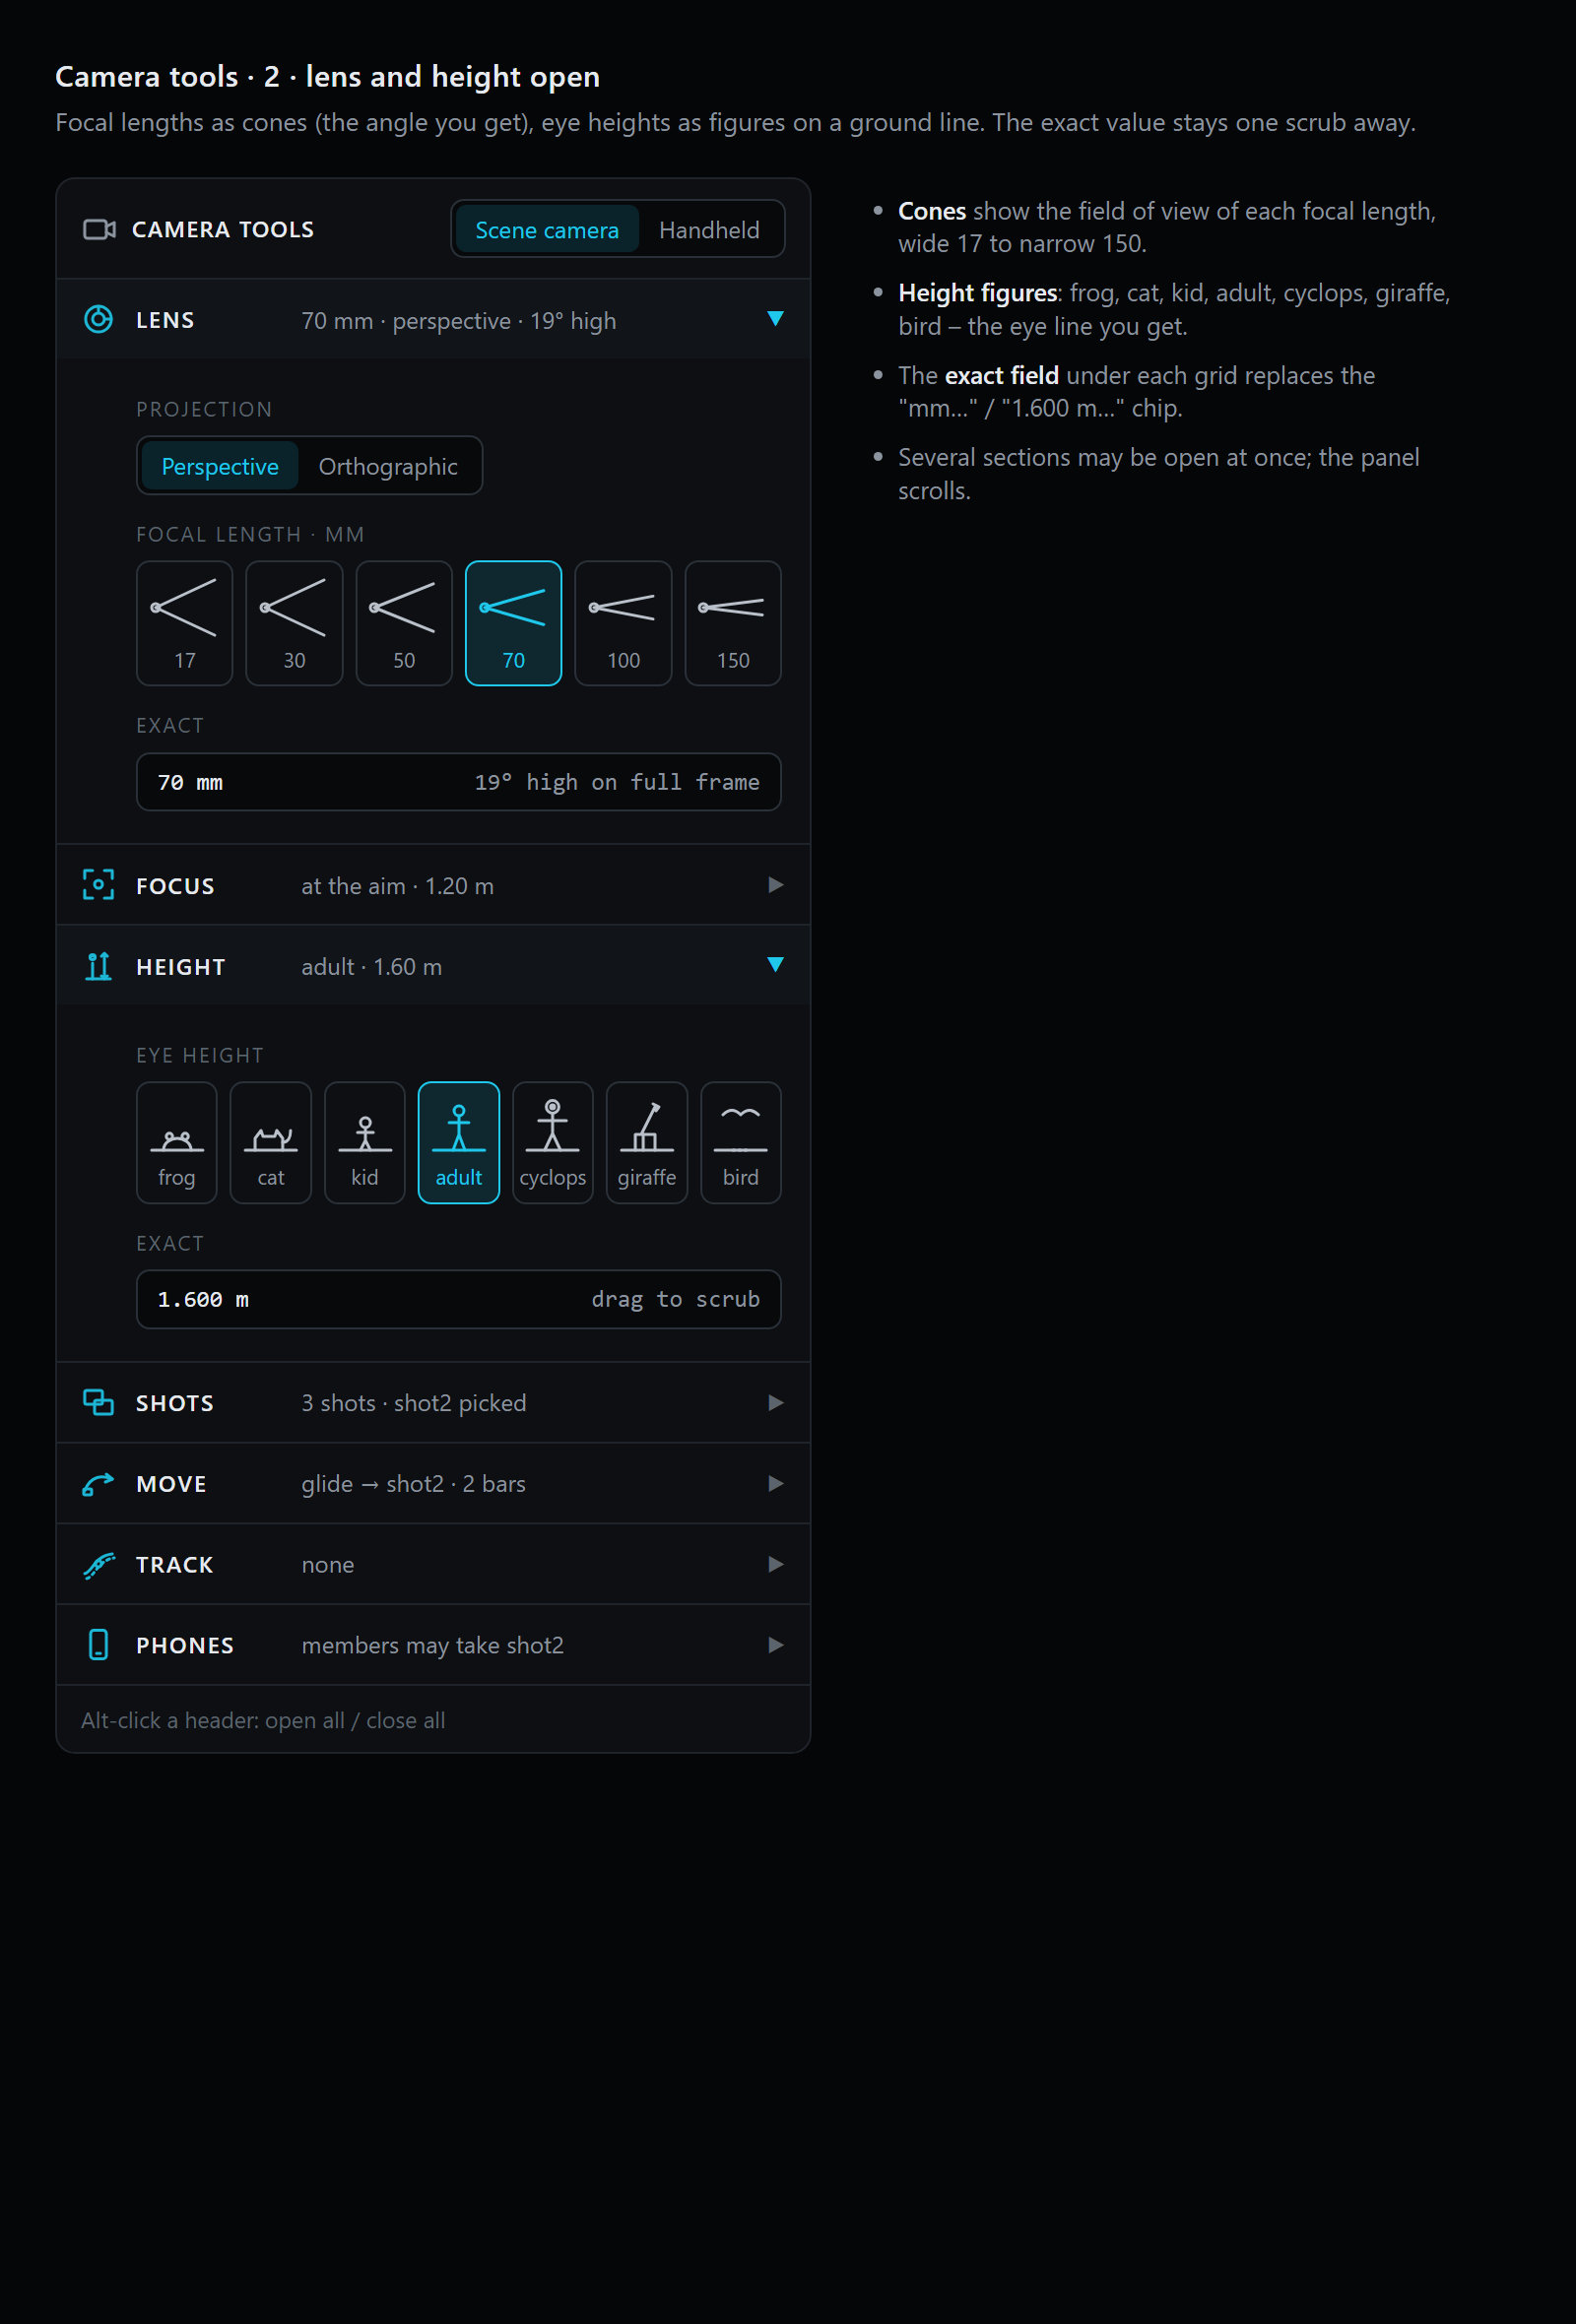 Camera tools · 2 · lens and height open
Focal lengths as cones (the angle you get), eye heights as figures on a ground line. The exact value stays one scrub away.
CAMERA TOOLS
Scene camera Handheld
LENS 70 mm · perspective · 19° high
PROJECTION
Perspective Orthographic
FOCAL LENGTH · MM
17 30 50 70 100 150
EXACT
70 mm 19° high on full frame
FOCUS at the aim · 1.20 m
HEIGHT adult · 1.60 m
EYE HEIGHT
frog cat kid adult cyclops giraffe bird
EXACT
1.600 m drag to scrub
SHOTS 3 shots · shot2 picked
MOVE glide → shot2 · 2 bars
TRACK none
PHONES members may take shot2
Alt-click a header: open all / close all
• Cones show the field of view of each focal length,
wide 17 to narrow 150.
• Height figures: frog, cat, kid, adult, cyclops, giraffe,
bird – the eye line you get.
• The exact field under each grid replaces the
"mm..." / "1.600 m..." chip.
• Several sections may be open at once; the panel
scrolls.